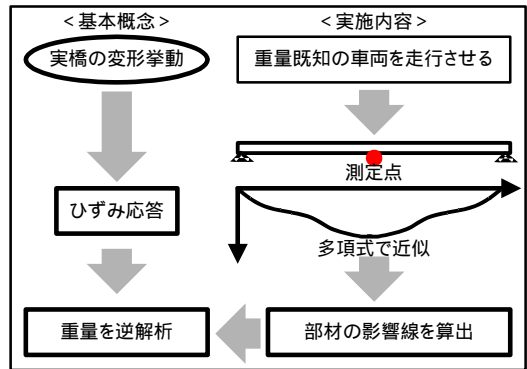 <基本概念>
<実施内容>
実橋の変形挙動
重量既知の車両を走行させる
測定点
ひずみ応答
多項式で近似
重量を逆解析
部材の影響線を算出